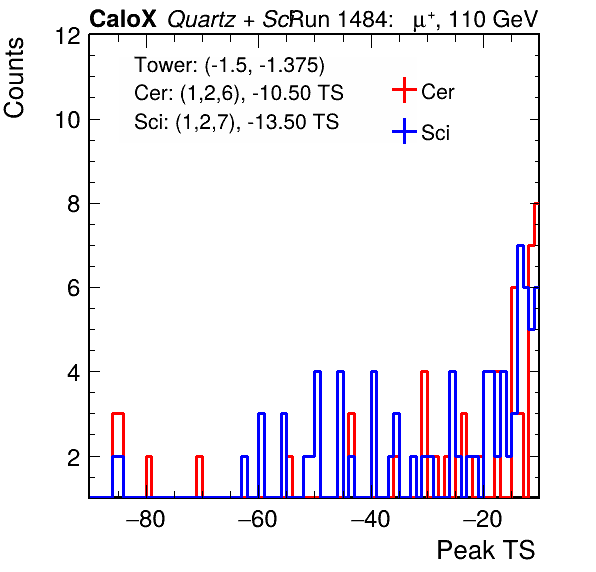 CaloX Quartz + Sci Run 1484: μ⁺, 110 GeV
Counts
12
10
8
6
4
2
Tower: (-1.5, -1.375)
Cer: (1,2,6), -10.50 TS
Sci: (1,2,7), -13.50 TS
Cer
Sci
−80 −60 −40 −20
Peak TS